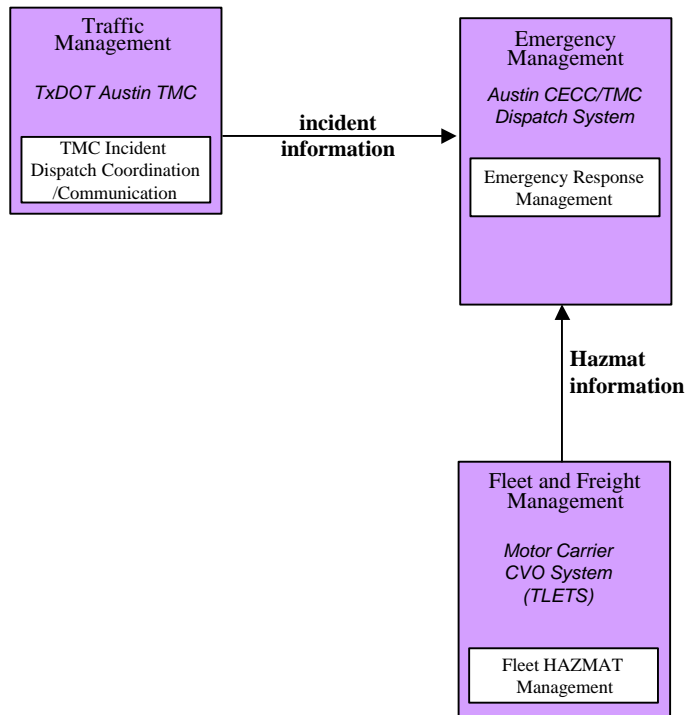 Traffic
Management
TxDOT Austin TMC
TMC Incident
Dispatch Coordination
/Communication
incident
information
Emergency
Management
Austin CECC/TMC
Dispatch System
Emergency Response
Management
Hazmat
information
Fleet and Freight
Management
Motor Carrier
CVO System
(TLETS)
Fleet HAZMAT
Management